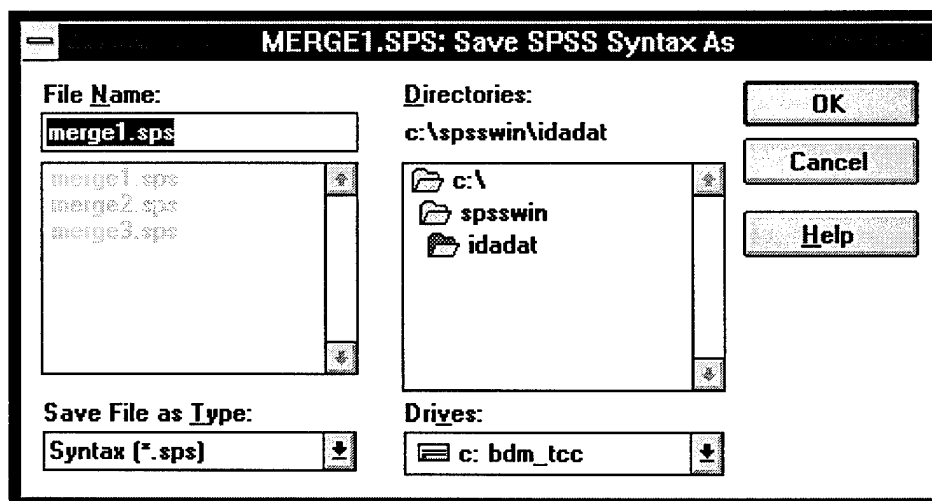 MERGE1.SPS: Save SPSS Syntax As
File Name:
merge1.sps
merge1.sps
merge2.sps
merge3.sps
Save File as Type:
Syntax (*.sps)
Directories:
c:\spsswin\idadat
c:\
spsswin
idadat
Drives:
c: bdm_tcc
OK
Cancel
Help